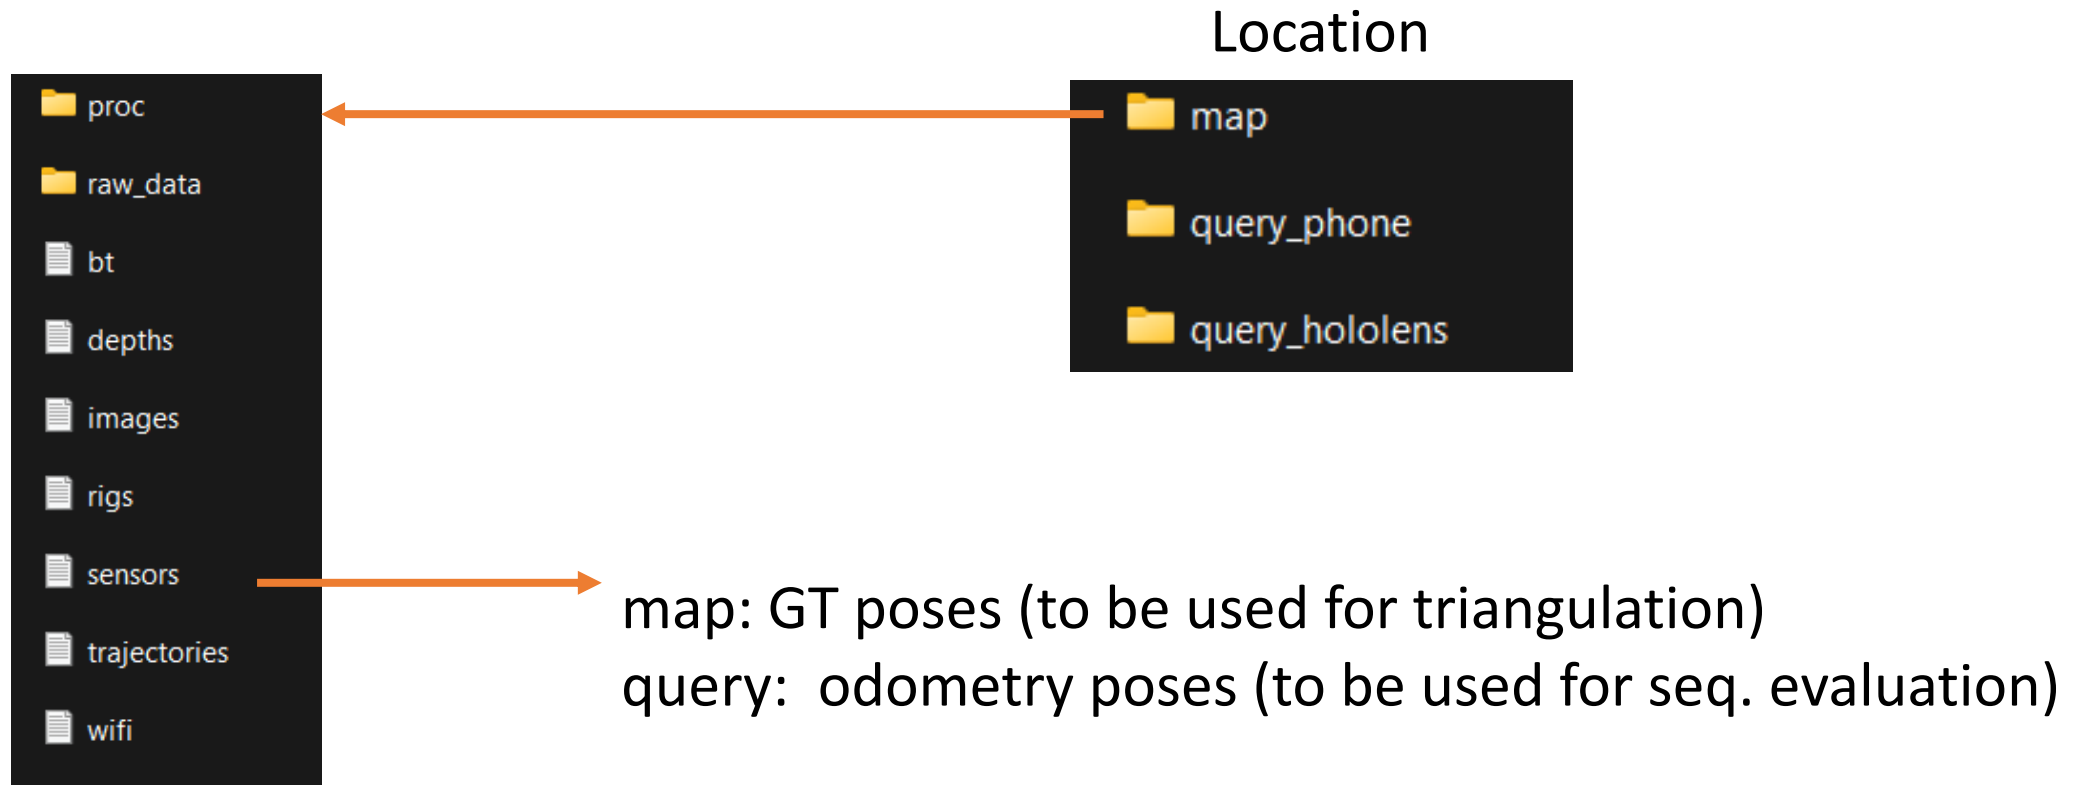 Location
proc
raw_data
bt
depths
images
rigs
sensors
trajectories
wifi
map
query_phone
query_hololens
map: GT poses (to be used for triangulation)
query:  odometry poses (to be used for seq. evaluation)